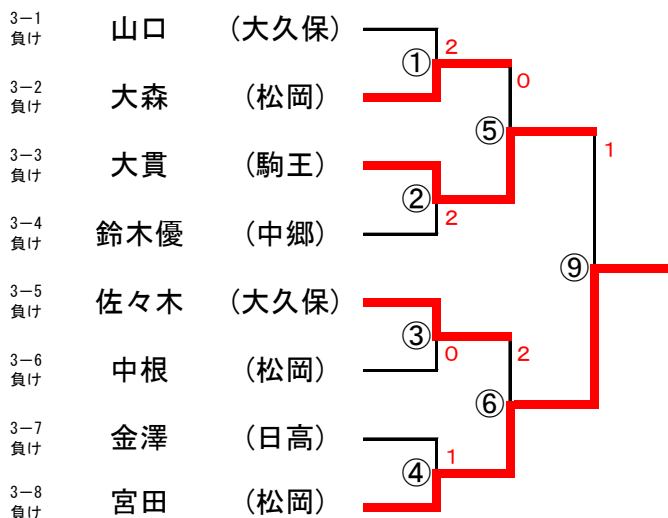 3－1 負け 山口 （大久保）
2
①
0
3－2 負け 大森 （松岡）
⑤
1
3－3 負け 大貫 （駒王）
②
2
3－4 負け 鈴木優 （中郷）
⑨
3－5 負け 佐々木 （大久保）
③
0
2
3－6 負け 中根 （松岡）
⑥
3－7 負け 金澤 （日高）
1
④
3－8 負け 宮田 （松岡）